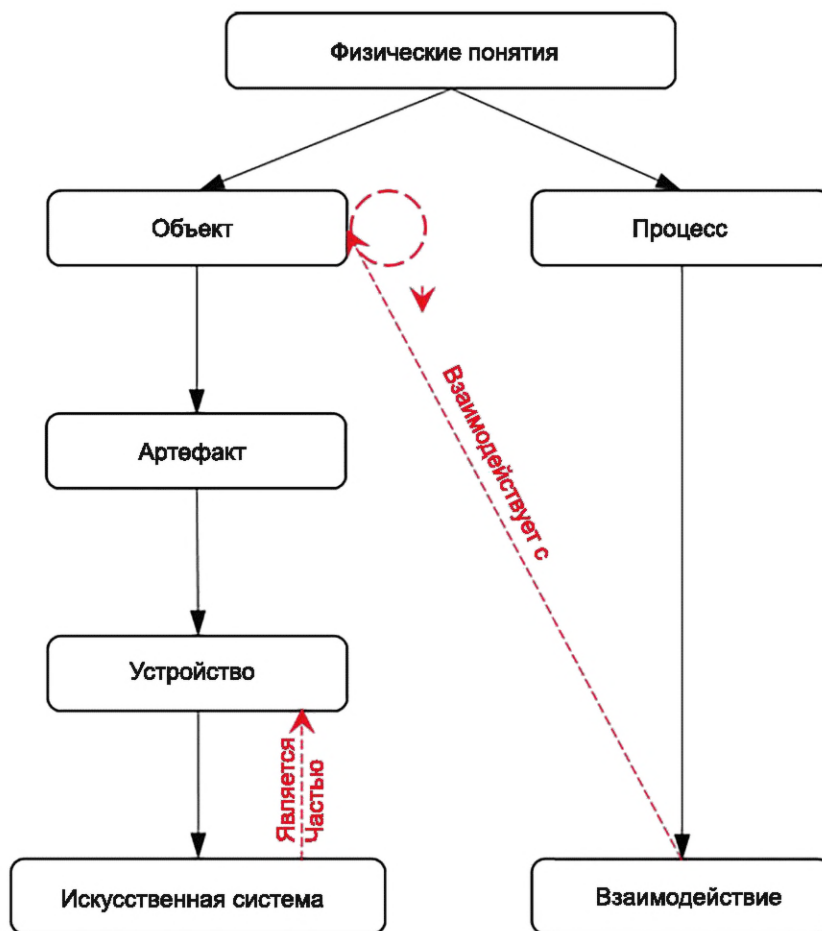 Физические понятия
Объект
Процесс
Взаимодействует с
Артефакт
Устройство
Является
Частью
Искусственная система
Взаимодействие